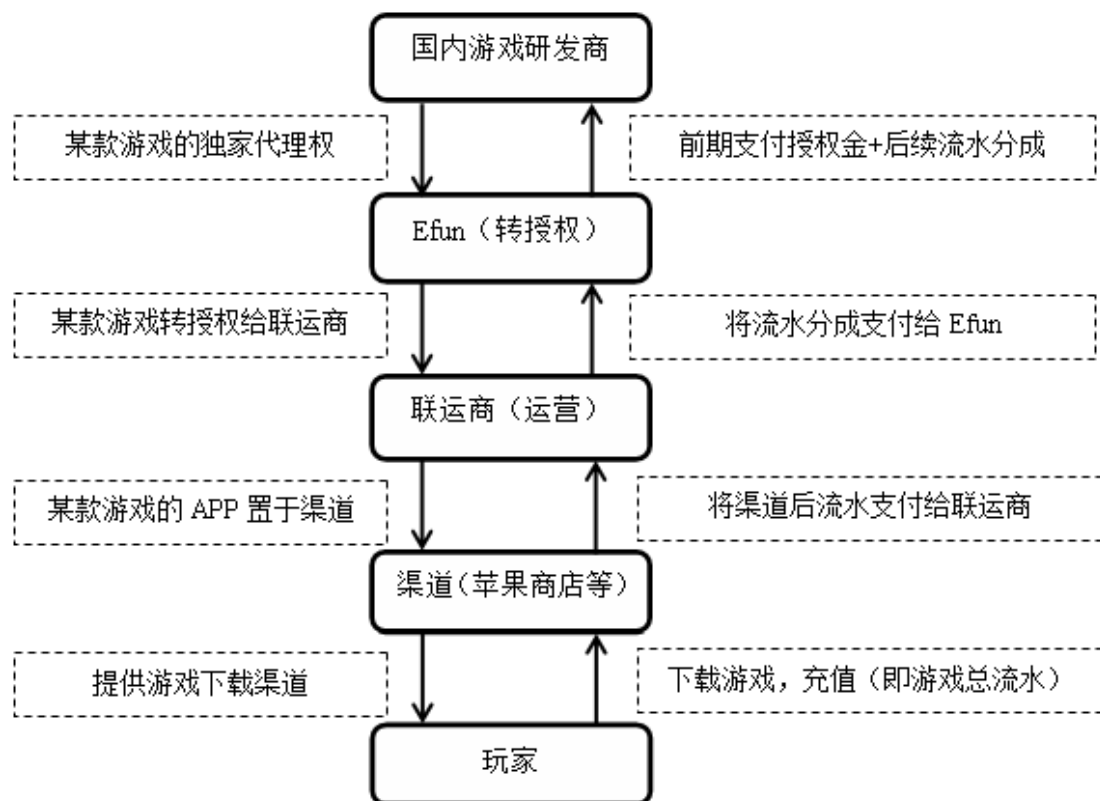 国内游戏研发商
某款游戏的独家代理权
前期支付授权金+后续流水分成
Efun（转授权）
某款游戏转授权给联运商
将流水分成支付给 Efun
联运商（运营）
某款游戏的 APP 置于渠道
将渠道后流水支付给联运商
渠道（苹果商店等）
提供游戏下载渠道
下载游戏，充值（即游戏总流水）
玩家